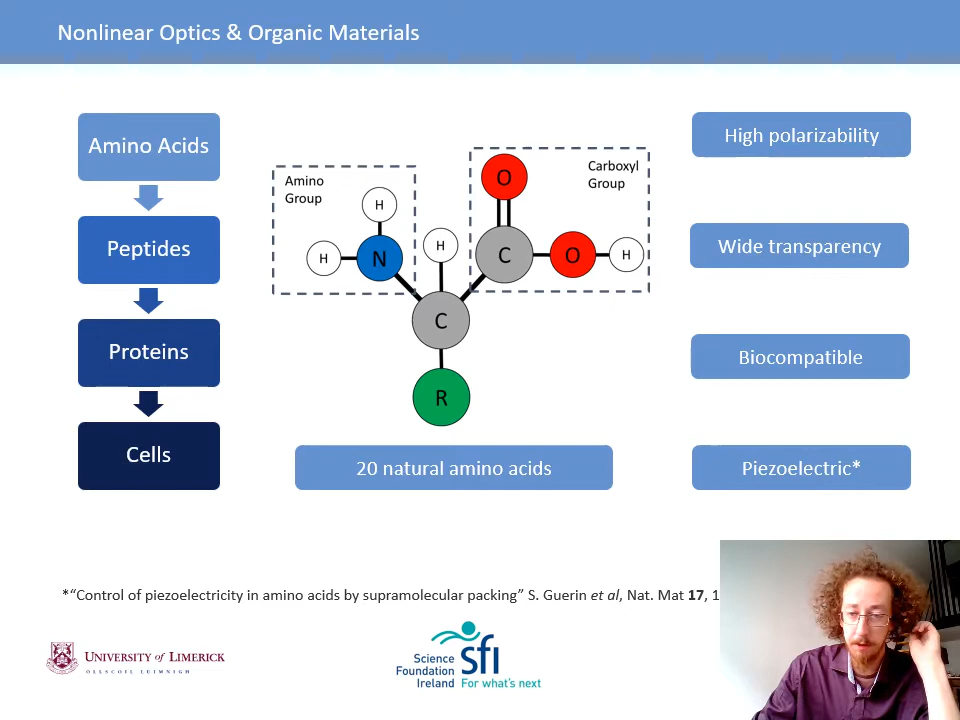 Nonlinear Optics & Organic Materials
Amino Acids
Peptides
Proteins
Cells
Amino
Group
H
H
N
H
C
R
O
C
O
H
Carboxyl
Group
20 natural amino acids
High polarizability
Wide transparency
Biocompatible
Piezoelectric*
*“Control of piezoelectricity in amino acids by supramolecular packing” S. Guerin et al, Nat. Mat 17, 1
UNIVERSITY OF LIMERICK
OLLSCOIL LUIMNIGH
Science
Foundation
Ireland
sfi
For what's next